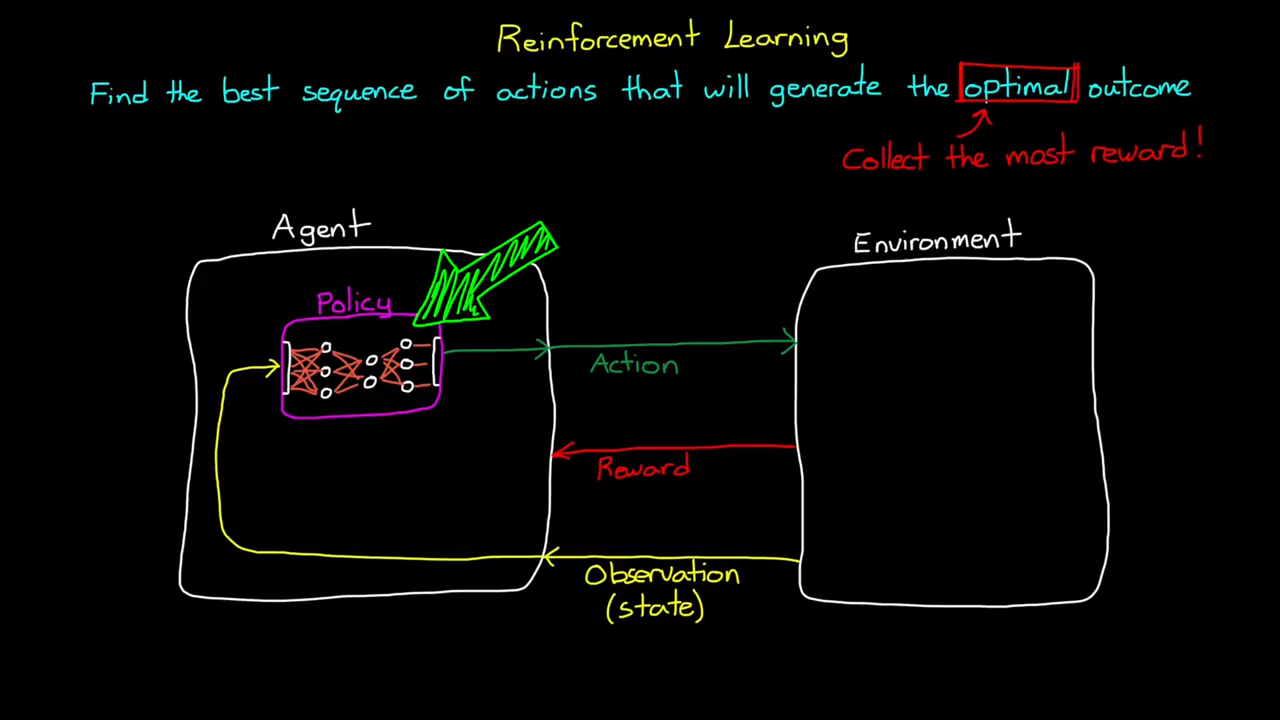 Reinforcement Learning
Find the best sequence of actions that will generate the optimal outcome
Collect the most reward!
Agent
Environment
Policy
Action
Reward
Observation
(state)